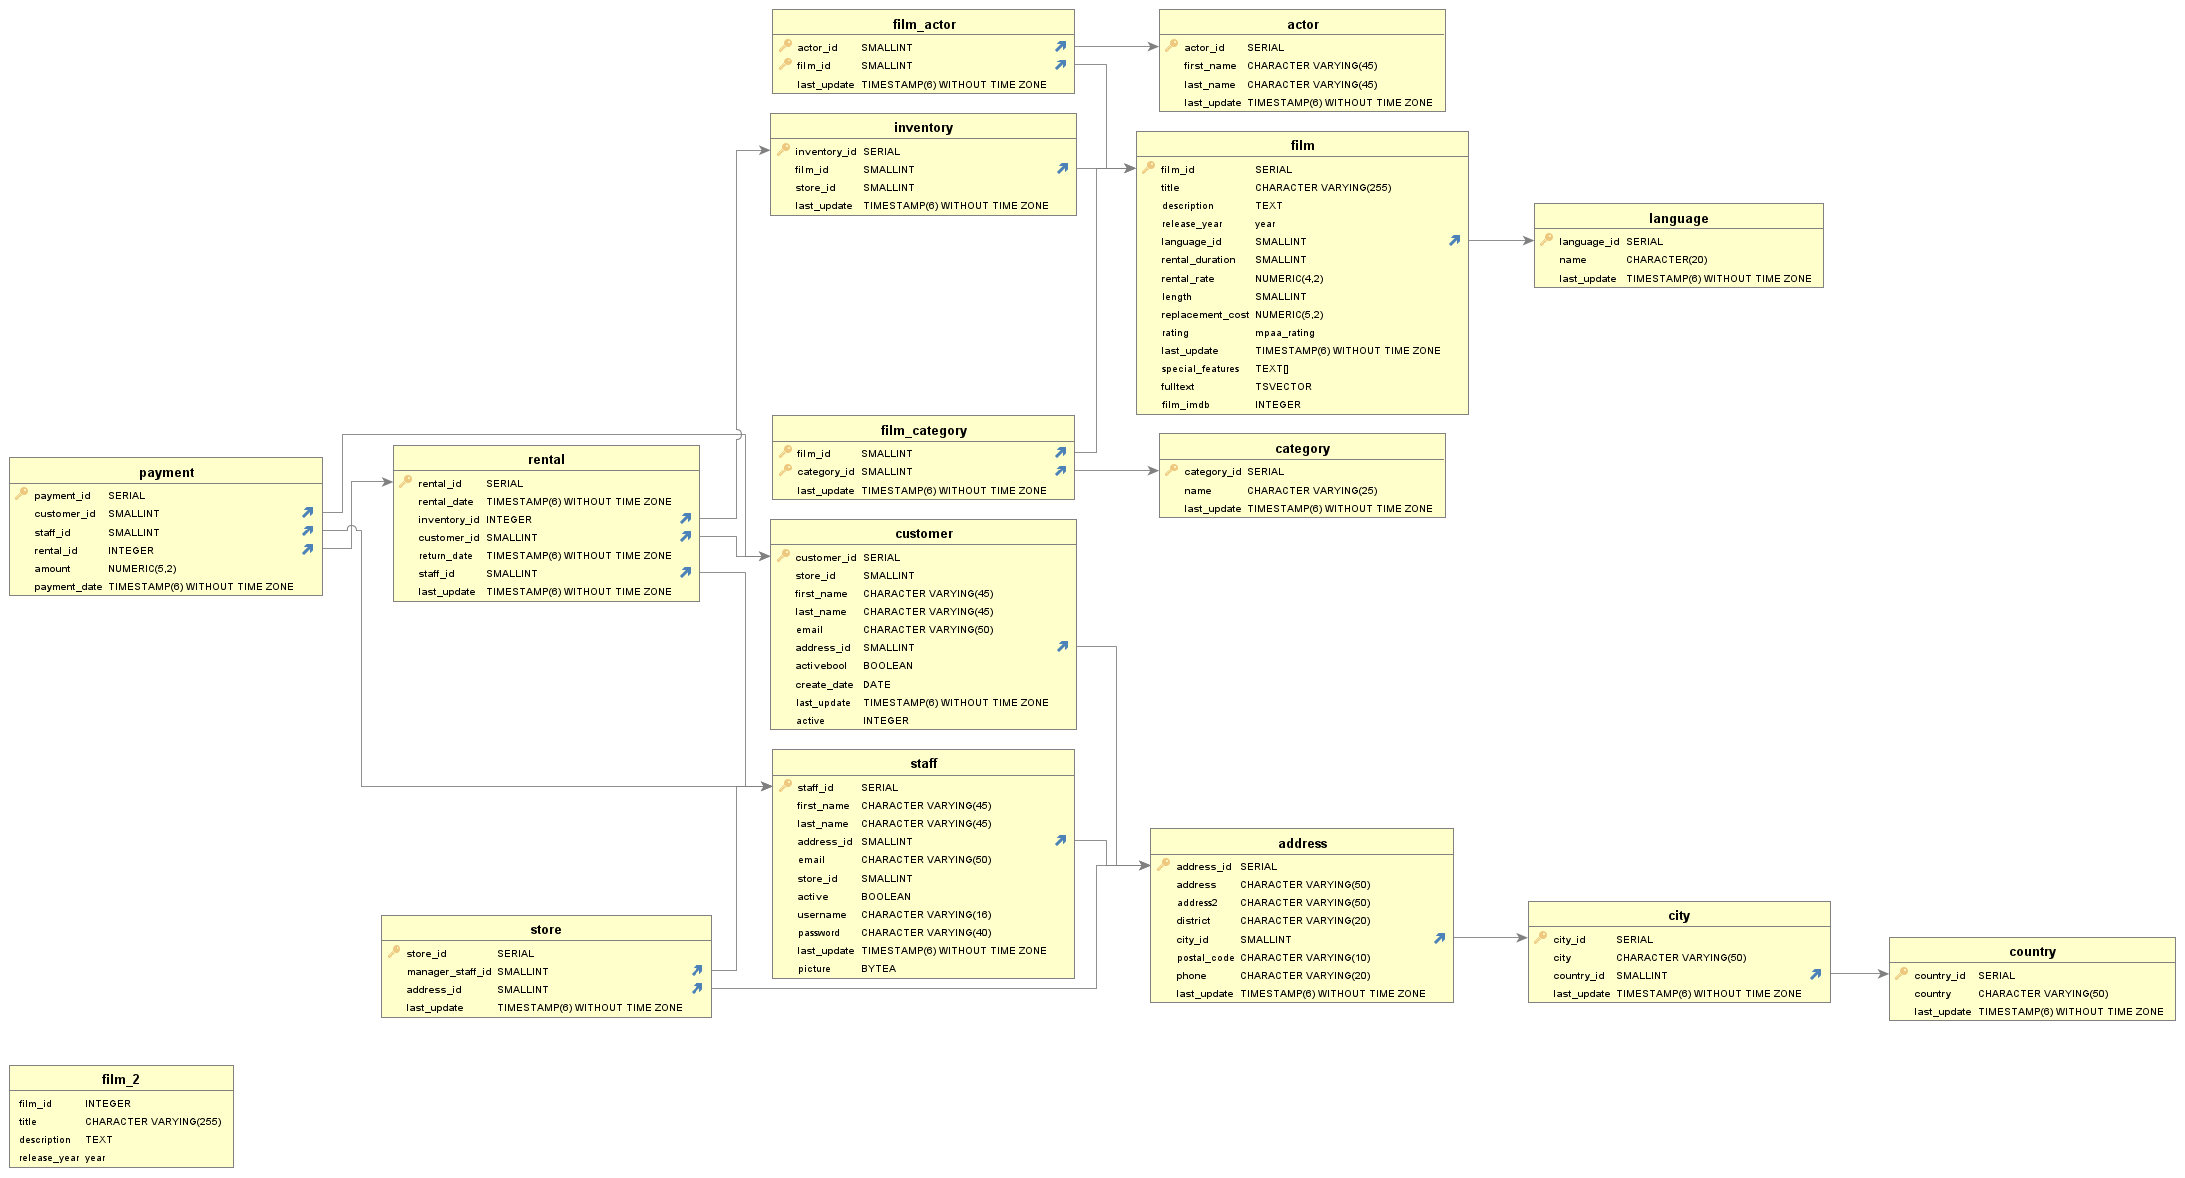 film_actor
actor_id SMALLINT
film_id SMALLINT
last_update TIMESTAMP(6) WITHOUT TIME ZONE
actor
actor_id SERIAL
first_name CHARACTER VARYING(45)
last_name CHARACTER VARYING(45)
last_update TIMESTAMP(6) WITHOUT TIME ZONE
inventory
inventory_id SERIAL
film_id SMALLINT
store_id SMALLINT
last_update TIMESTAMP(6) WITHOUT TIME ZONE
film
film_id SERIAL
title CHARACTER VARYING(255)
description TEXT
release_year year
language_id SMALLINT
rental_duration SMALLINT
rental_rate NUMERIC(4,2)
length SMALLINT
replacement_cost NUMERIC(5,2)
rating mpaa_rating
last_update TIMESTAMP(6) WITHOUT TIME ZONE
special_features TEXT[]
fulltext TSVECTOR
film_imdb INTEGER
language
language_id SERIAL
name CHARACTER(20)
last_update TIMESTAMP(6) WITHOUT TIME ZONE
film_category
film_id SMALLINT
category_id SMALLINT
last_update TIMESTAMP(6) WITHOUT TIME ZONE
category
category_id SERIAL
name CHARACTER VARYING(25)
last_update TIMESTAMP(6) WITHOUT TIME ZONE
payment
payment_id SERIAL
customer_id SMALLINT
staff_id SMALLINT
rental_id INTEGER
amount NUMERIC(5,2)
payment_date TIMESTAMP(6) WITHOUT TIME ZONE
rental
rental_id SERIAL
rental_date TIMESTAMP(6) WITHOUT TIME ZONE
inventory_id INTEGER
customer_id SMALLINT
return_date TIMESTAMP(6) WITHOUT TIME ZONE
staff_id SMALLINT
last_update TIMESTAMP(6) WITHOUT TIME ZONE
customer
customer_id SERIAL
store_id SMALLINT
first_name CHARACTER VARYING(45)
last_name CHARACTER VARYING(45)
email CHARACTER VARYING(50)
address_id SMALLINT
activebool BOOLEAN
create_date DATE
last_update TIMESTAMP(6) WITHOUT TIME ZONE
active INTEGER
staff
staff_id SERIAL
first_name CHARACTER VARYING(45)
last_name CHARACTER VARYING(45)
address_id SMALLINT
email CHARACTER VARYING(50)
store_id SMALLINT
active BOOLEAN
username CHARACTER VARYING(16)
password CHARACTER VARYING(40)
last_update TIMESTAMP(6) WITHOUT TIME ZONE
picture BYTEA
store
store_id SERIAL
manager_staff_id SMALLINT
address_id SMALLINT
last_update TIMESTAMP(6) WITHOUT TIME ZONE
address
address_id SERIAL
address CHARACTER VARYING(50)
address2 CHARACTER VARYING(50)
district CHARACTER VARYING(20)
city_id SMALLINT
postal_code CHARACTER VARYING(10)
phone CHARACTER VARYING(20)
last_update TIMESTAMP(6) WITHOUT TIME ZONE
city
city_id SERIAL
city CHARACTER VARYING(50)
country_id SMALLINT
last_update TIMESTAMP(6) WITHOUT TIME ZONE
country
country_id SERIAL
country CHARACTER VARYING(50)
last_update TIMESTAMP(6) WITHOUT TIME ZONE
film_2
film_id INTEGER
title CHARACTER VARYING(255)
description TEXT
release_year year